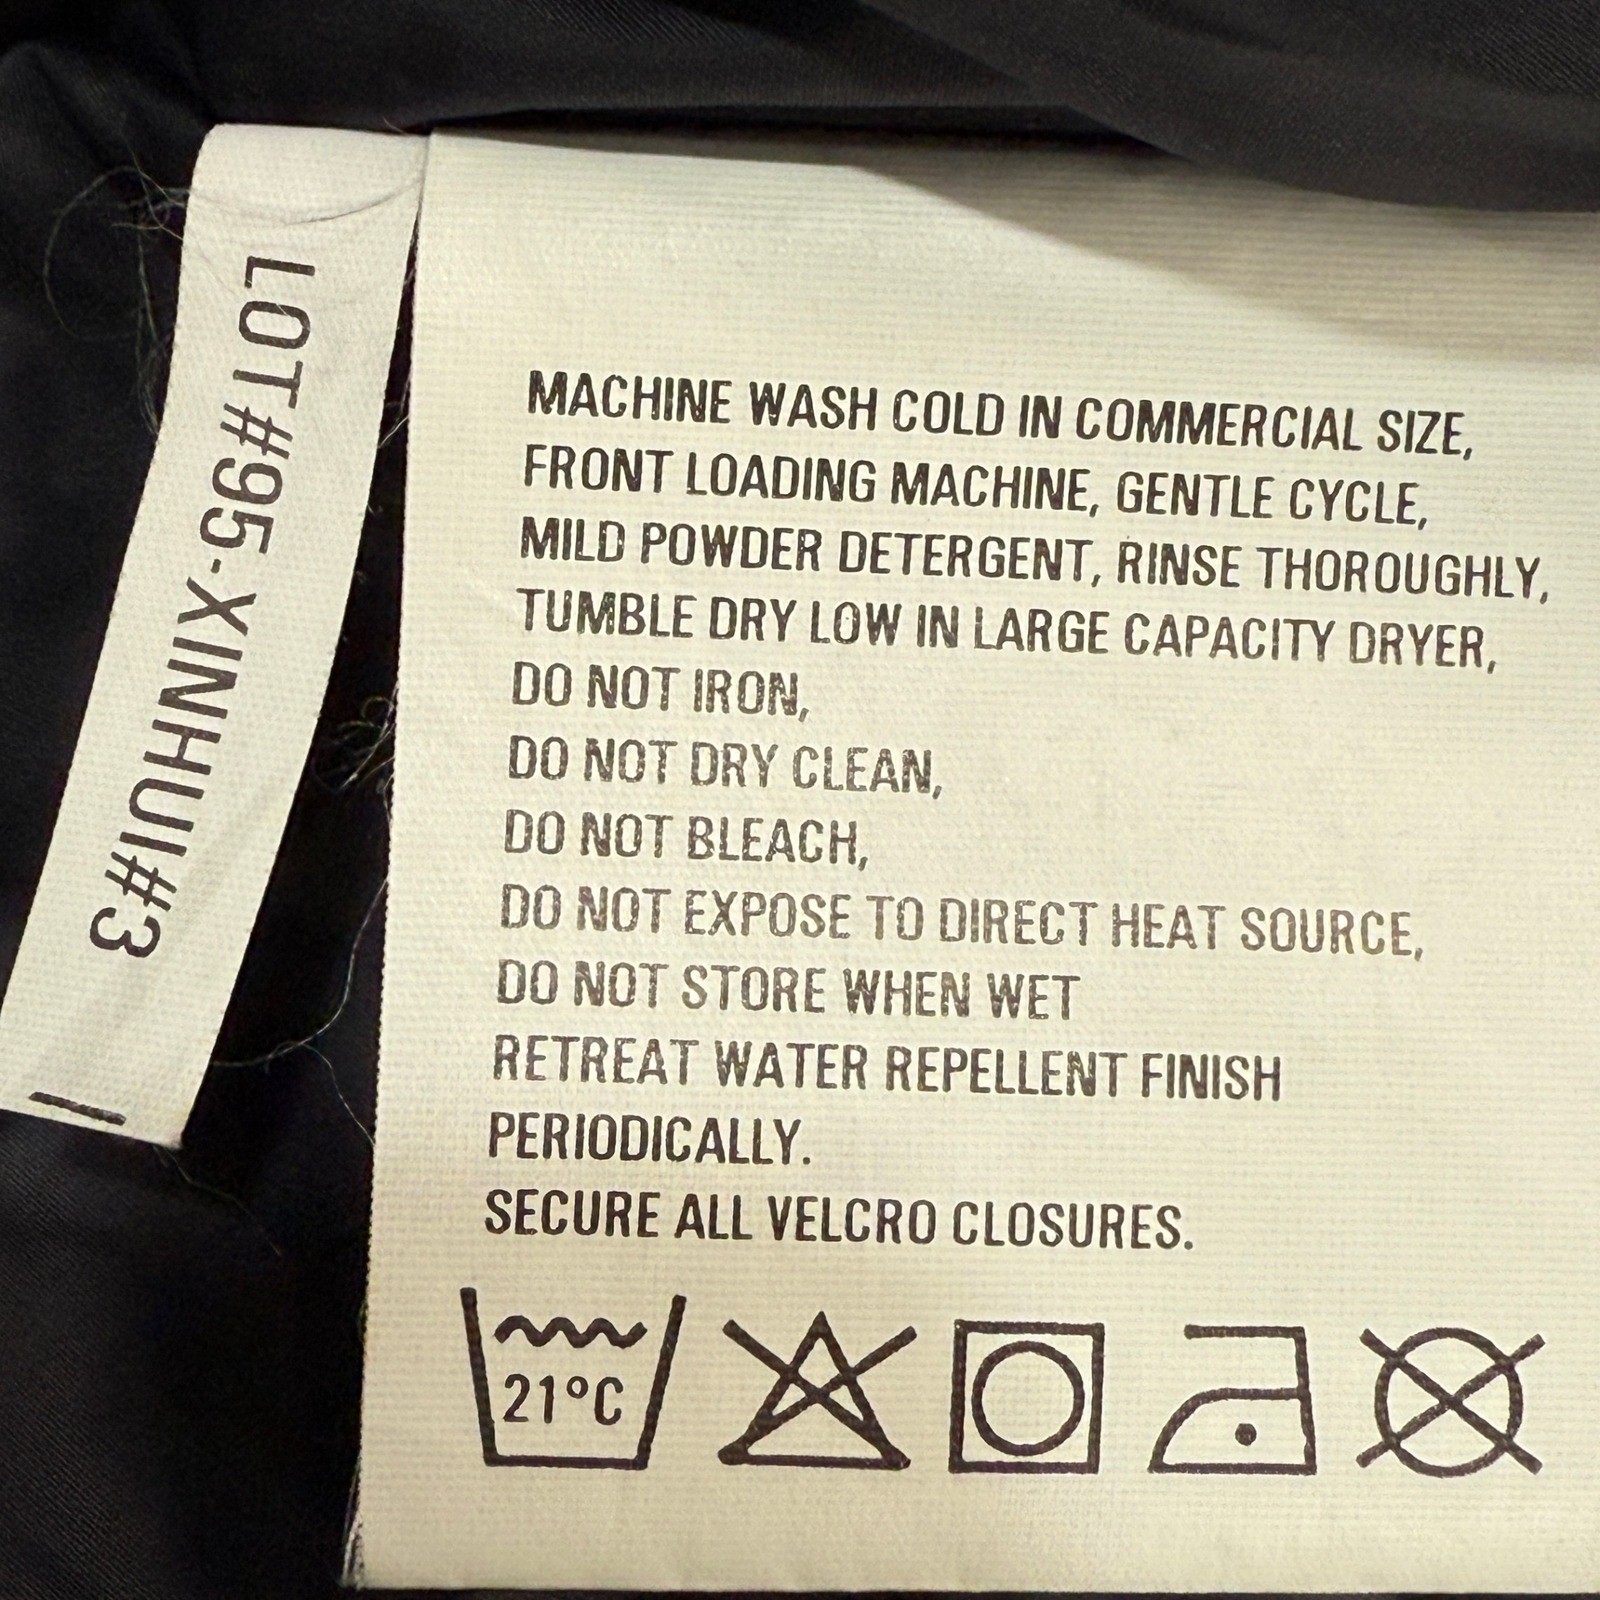 LOT#95-XINHUI#3
MACHINE WASH COLD IN COMMERCIAL SIZE,
FRONT LOADING MACHINE, GENTLE CYCLE,
MILD POWDER DETERGENT, RINSE THOROUGHLY,
TUMBLE DRY LOW IN LARGE CAPACITY DRYER,
DO NOT IRON,
DO NOT DRY CLEAN,
DO NOT BLEACH,
DO NOT EXPOSE TO DIRECT HEAT SOURCE,
DO NOT STORE WHEN WET
RETREAT WATER REPELLENT FINISH
PERIODICALLY.
SECURE ALL VELCRO CLOSURES.
21°C